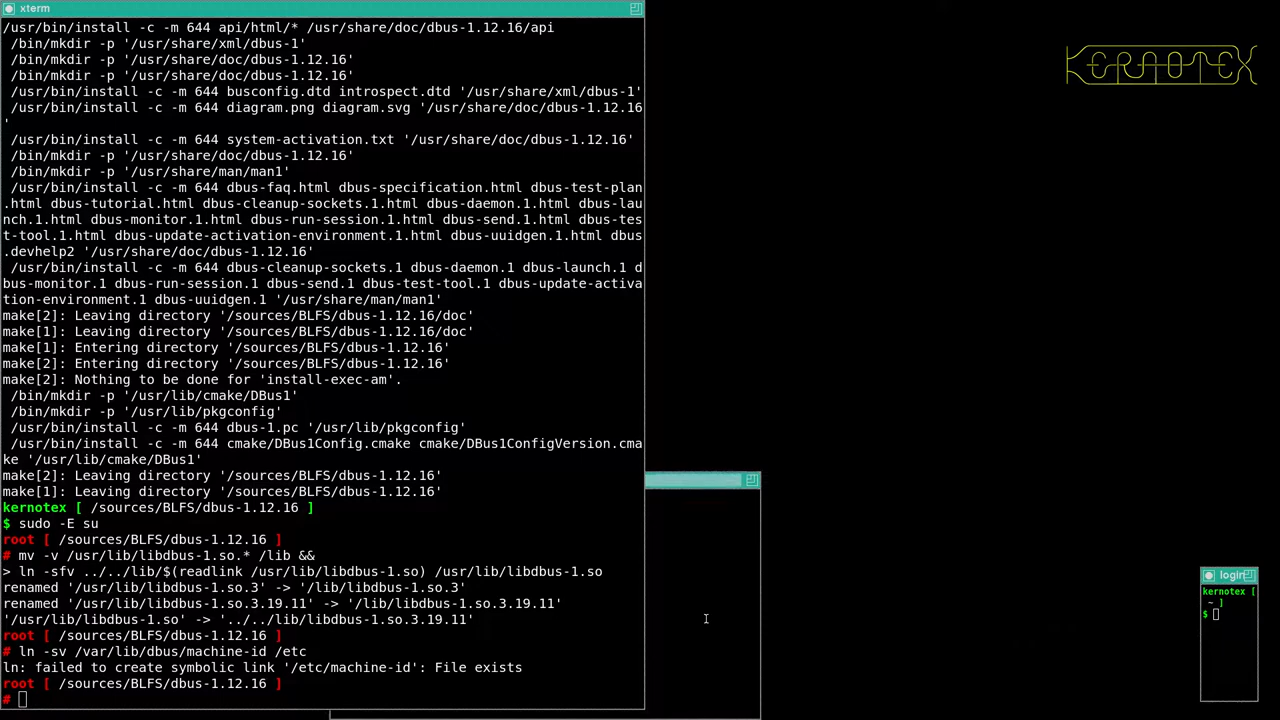 xterm
/usr/bin/install -c -m 644 api/html/* /usr/share/doc/dbus-1.12.16/api
/bin/mkdir -p '/usr/share/xml/dbus-1'
/bin/mkdir -p '/usr/share/doc/dbus-1.12.16'
/bin/mkdir -p '/usr/share/doc/dbus-1.12.16'
/usr/bin/install -c -m 644 busconfig.dtd introspect.dtd '/usr/share/xml/dbus-1'
/usr/bin/install -c -m 644 diagram.png diagram.svg '/usr/share/doc/dbus-1.12.16
'
/usr/bin/install -c -m 644 system-activation.txt '/usr/share/doc/dbus-1.12.16'
/bin/mkdir -p '/usr/share/doc/dbus-1.12.16'
/bin/mkdir -p '/usr/share/man/man1'
/usr/bin/install -c -m 644 dbus-faq.html dbus-specification.html dbus-test-plan
.html dbus-tutorial.html dbus-cleanup-sockets.1.html dbus-daemon.1.html dbus-lau
nch.1.html dbus-monitor.1.html dbus-run-session.1.html dbus-send.1.html dbus-tes
t-tool.1.html dbus-update-activation-environment.1.html dbus-uuidgen.1.html dbus
.devhelp2 '/usr/share/doc/dbus-1.12.16'
/usr/bin/install -c -m 644 dbus-cleanup-sockets.1 dbus-daemon.1 dbus-launch.1 d
bus-monitor.1 dbus-run-session.1 dbus-send.1 dbus-test-tool.1 dbus-update-activa
tion-environment.1 dbus-uuidgen.1 '/usr/share/man/man1'
make[2]: Leaving directory '/sources/BLFS/dbus-1.12.16/doc'
make[1]: Leaving directory '/sources/BLFS/dbus-1.12.16/doc'
make[1]: Entering directory '/sources/BLFS/dbus-1.12.16'
make[2]: Entering directory '/sources/BLFS/dbus-1.12.16'
make[2]: Nothing to be done for 'install-exec-am'.
/bin/mkdir -p '/usr/lib/cmake/DBus1'
/bin/mkdir -p '/usr/lib/pkgconfig'
/usr/bin/install -c -m 644 dbus-1.pc '/usr/lib/pkgconfig'
/usr/bin/install -c -m 644 cmake/DBus1Config.cmake cmake/DBus1ConfigVersion.cma
ke '/usr/lib/cmake/DBus1'
make[2]: Leaving directory '/sources/BLFS/dbus-1.12.16'
make[1]: Leaving directory '/sources/BLFS/dbus-1.12.16'
kernotex [ /sources/BLFS/dbus-1.12.16 ]
$ sudo -E su
root [ /sources/BLFS/dbus-1.12.16 ]
# mv -v /usr/lib/libdbus-1.so.* /lib &&
> ln -sfv ../../lib/$(readlink /usr/lib/libdbus-1.so) /usr/lib/libdbus-1.so
renamed '/usr/lib/libdbus-1.so.3' -> '/lib/libdbus-1.so.3'
renamed '/usr/lib/libdbus-1.so.3.19.11' -> '/lib/libdbus-1.so.3.19.11'
'/usr/lib/libdbus-1.so' -> '../../lib/libdbus-1.so.3.19.11'
root [ /sources/BLFS/dbus-1.12.16 ]
# ln -sv /var/lib/dbus/machine-id /etc
ln: failed to create symbolic link '/etc/machine-id': File exists
root [ /sources/BLFS/dbus-1.12.16 ]
#
KERNOTEX
login
kernotex [
~ ]
$